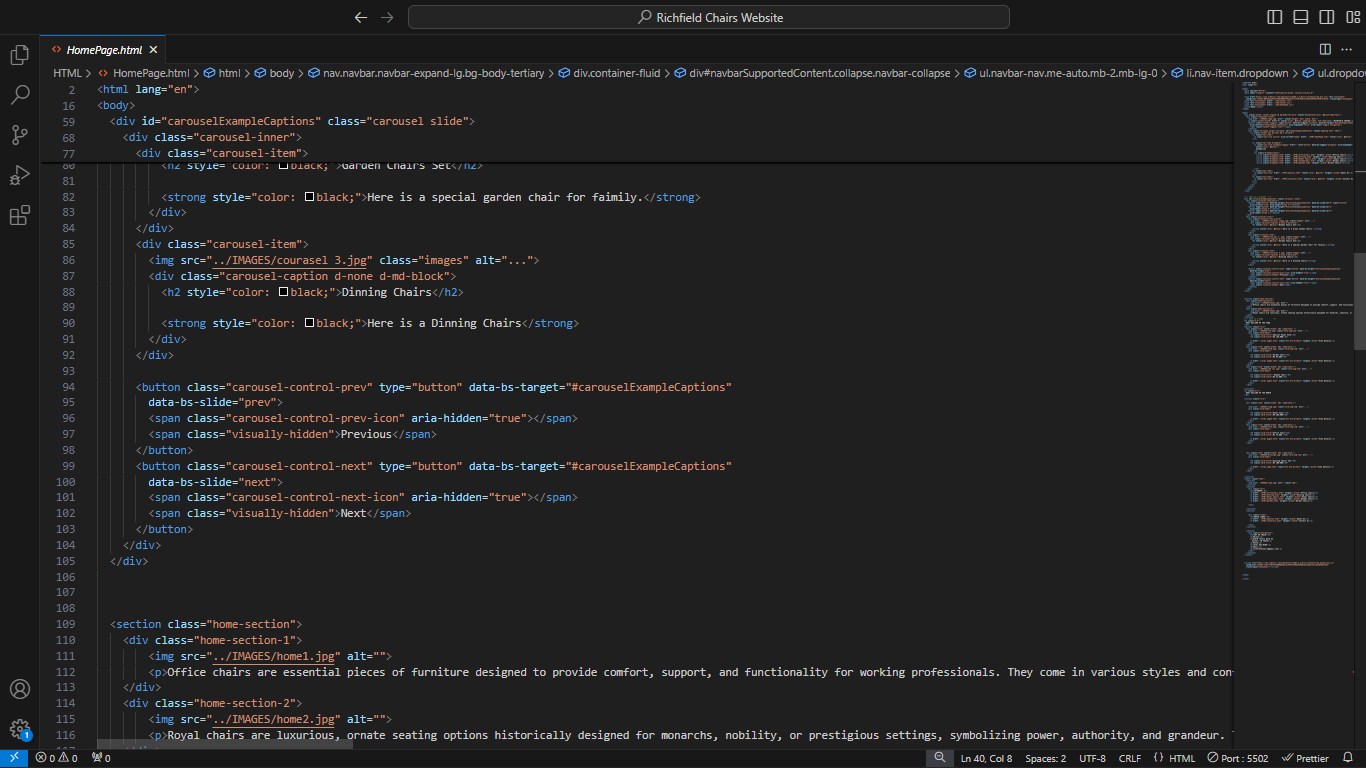 Richfield Chairs Website
HomePage.html
HTML > HomePage.html > html > body > nav.navbar.navbar-expand-lg.bg-body-tertiary > div.container-fluid > div#navbarSupportedContent.collapse.navbar-collapse > ul.navbar-nav.me-auto.mb-2.mb-lg-0 > li.nav-item.dropdown > ul.dropdo
2 <html lang="en">
16 <body>
59 <div id="carouselExampleCaptions" class="carousel slide">
68 <div class="carousel-inner">
77 <div class="carousel-item">
80 <h2 style="color: black;">Garden Chairs Set</h2>
81
82 <strong style="color: black;">Here is a special garden chair for faimily.</strong>
83 </div>
84 </div>
85 <div class="carousel-item">
86 <img src="../IMAGES/courasel 3.jpg" class="images" alt="...">
87 <div class="carousel-caption d-none d-md-block">
88 <h2 style="color: black;">Dinning Chairs</h2>
89
90 <strong style="color: black;">Here is a Dinning Chairs</strong>
91 </div>
92 </div>
93
94 <button class="carousel-control-prev" type="button" data-bs-target="#carouselExampleCaptions"
95 data-bs-slide="prev">
96 <span class="carousel-control-prev-icon" aria-hidden="true"></span>
97 <span class="visually-hidden">Previous</span>
98 </button>
99 <button class="carousel-control-next" type="button" data-bs-target="#carouselExampleCaptions"
100 data-bs-slide="next">
101 <span class="carousel-control-next-icon" aria-hidden="true"></span>
102 <span class="visually-hidden">Next</span>
103 </button>
104 </div>
105 </div>
106
107
108
109 <section class="home-section">
110 <div class="home-section-1">
111 <img src="../IMAGES/home1.jpg" alt="">
112 <p>Office chairs are essential pieces of furniture designed to provide comfort, support, and functionality for working professionals. They come in various styles and con
113 </div>
114 <div class="home-section-2">
115 <img src="../IMAGES/home2.jpg" alt="">
116 <p>Royal chairs are luxurious, ornate seating options historically designed for monarchs, nobility, or prestigious settings, symbolizing power, authority, and grandeur.
1
0 0 0 Ln 40, Col 8 Spaces: 2 UTF-8 CRLF {} HTML Port : 5502 Prettier